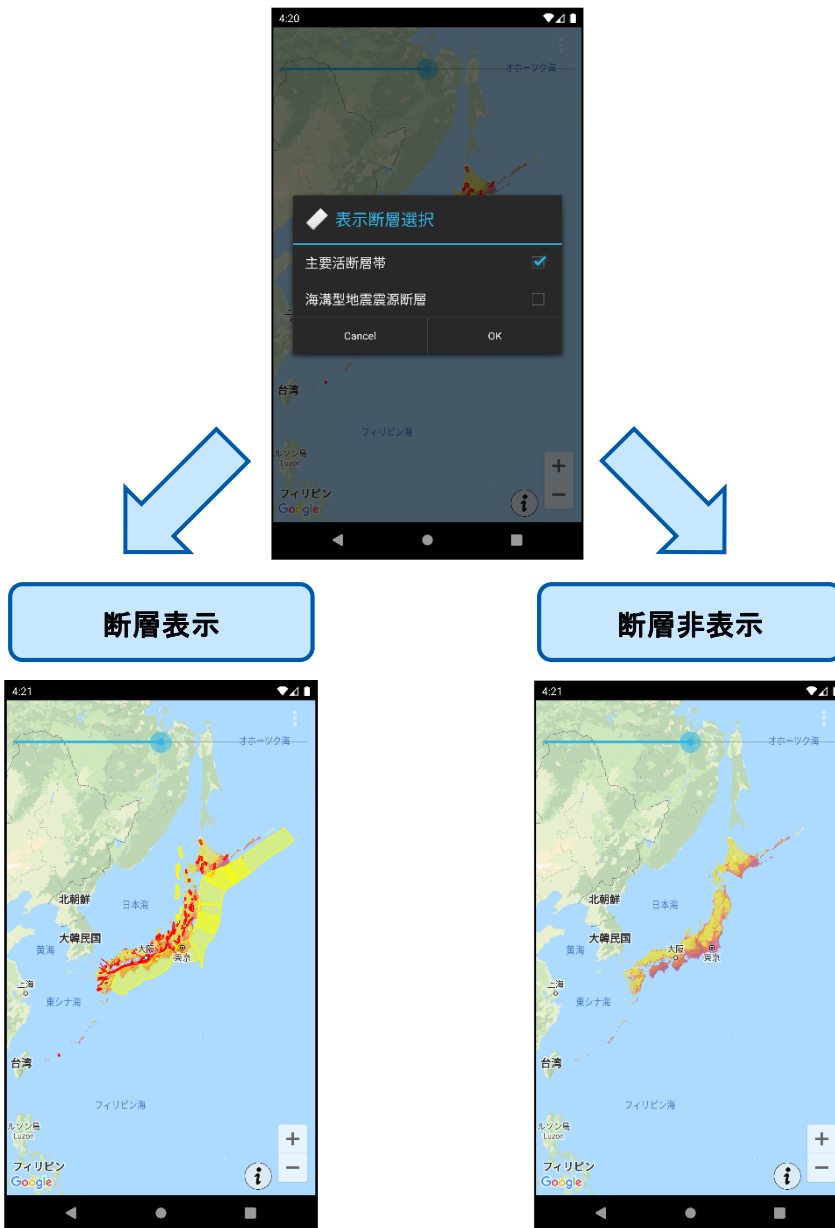 4:20
オホーツク海
表示断層選択
主要活断層帯
海溝型地震震源断層
Cancel
OK
台湾
フィリピン海
ルソン島
Luzon
フィリピン
Google
断層表示
断層非表示
4:21
オホーツク海
北朝鮮
日本海
大韓民国
黄海
大阪
東京
上海
東シナ海
台湾
フィリピン海
ルソン島
Luzon
フィリピン
Google
4:21
オホーツク海
北朝鮮
日本海
大韓民国
黄海
大阪
東京
上海
東シナ海
台湾
フィリピン海
ルソン島
Luzon
フィリピン
Google